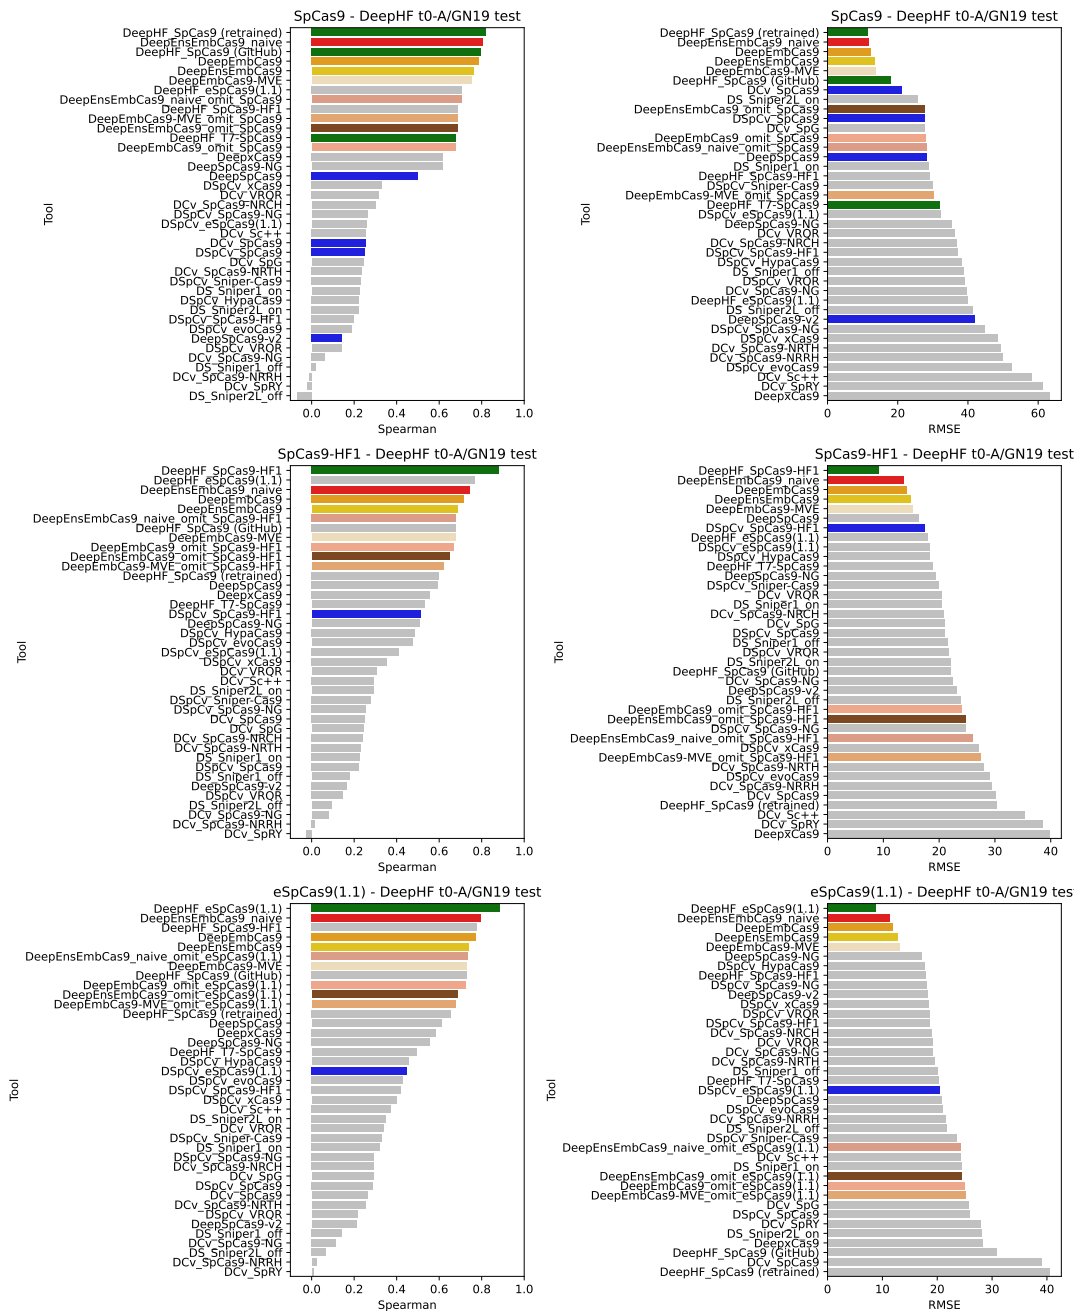 SpCas9 - DeepHF t0-A/GN19 test
DeepHF_SpCas9 (retrained)
DeepEnsEmbCas9_naive
DeepHF_SpCas9 (GitHub)
DeepEmbCas9
DeepEnsEmbCas9
DeepEmbCas9-MVE
DeepHF_eSpCas9(1.1)
DeepEnsEmbCas9_naive_omit_SpCas9
DeepHF_SpCas9-HF1
DeepEmbCas9-MVE_omit_SpCas9
DeepEnsEmbCas9_omit_SpCas9
DeepHF_T7-SpCas9
DeepEmbCas9_omit_SpCas9
DeepxCas9
DeepSpCas9-NG
DeepSpCas9
DSpCv_xCas9
DCv_VRQR
DCv_SpCas9-NRCH
DSpCv_SpCas9-NG
DSpCv_eSpCas9(1.1)
DCv_Sc++
DCv_SpCas9
DSpCv_SpCas9
DCv_SpG
DCv_SpCas9-NRTH
DSpCv_Sniper-Cas9
DS_Sniper1_on
DSpCv_HypaCas9
DS_Sniper2L_on
DSpCv_SpCas9-HF1
DSpCv_evoCas9
DeepSpCas9-v2
DSpCv_VRQR
DCv_SpCas9-NG
DS_Sniper1_off
DCv_SpCas9-NRRH
DCv_SpRY
DS_Sniper2L_off
Tool
0.0 0.2 0.4 0.6 0.8 1.0
Spearman
SpCas9 - DeepHF t0-A/GN19 test
DeepHF_SpCas9 (retrained)
DeepEnsEmbCas9_naive
DeepEmbCas9
DeepEnsEmbCas9
DeepEmbCas9-MVE
DeepHF_SpCas9 (GitHub)
DCv_SpCas9
DS_Sniper2L_on
DeepEnsEmbCas9_omit_SpCas9
DSpCv_SpCas9
DCv_SpG
DeepEmbCas9_omit_SpCas9
DeepEnsEmbCas9_naive_omit_SpCas9
DeepSpCas9
DS_Sniper1_on
DeepHF_SpCas9-HF1
DSpCv_Sniper-Cas9
DeepEmbCas9-MVE_omit_SpCas9
DeepHF_T7-SpCas9
DSpCv_eSpCas9(1.1)
DeepSpCas9-NG
DCv_VRQR
DCv_SpCas9-NRCH
DSpCv_SpCas9-HF1
DSpCv_HypaCas9
DS_Sniper1_off
DSpCv_VRQR
DCv_SpCas9-NG
DeepHF_eSpCas9(1.1)
DS_Sniper2L_off
DeepSpCas9-v2
DSpCv_SpCas9-NG
DSpCv_xCas9
DCv_SpCas9-NRTH
DCv_SpCas9-NRRH
DSpCv_evoCas9
DCv_Sc++
DCv_SpRY
DeepxCas9
Tool
0 20 40 60
RMSE
SpCas9-HF1 - DeepHF t0-A/GN19 test
DeepHF_SpCas9-HF1
DeepHF_eSpCas9(1.1)
DeepEnsEmbCas9_naive
DeepEmbCas9
DeepEnsEmbCas9
DeepEnsEmbCas9_naive_omit_SpCas9-HF1
DeepHF_SpCas9 (GitHub)
DeepEmbCas9-MVE
DeepEmbCas9_omit_SpCas9-HF1
DeepEnsEmbCas9_omit_SpCas9-HF1
DeepEmbCas9-MVE_omit_SpCas9-HF1
DeepHF_SpCas9 (retrained)
DeepSpCas9
DeepxCas9
DeepHF_T7-SpCas9
DSpCv_SpCas9-HF1
DeepSpCas9-NG
DSpCv_HypaCas9
DSpCv_evoCas9
DSpCv_eSpCas9(1.1)
DSpCv_xCas9
DCv_VRQR
DCv_Sc++
DS_Sniper2L_on
DSpCv_Sniper-Cas9
DSpCv_SpCas9-NG
DCv_SpCas9
DCv_SpG
DCv_SpCas9-NRCH
DCv_SpCas9-NRTH
DS_Sniper1_on
DSpCv_SpCas9
DS_Sniper1_off
DeepSpCas9-v2
DSpCv_VRQR
DS_Sniper2L_off
DCv_SpCas9-NG
DCv_SpCas9-NRRH
DCv_SpRY
Tool
0.0 0.2 0.4 0.6 0.8 1.0
Spearman
SpCas9-HF1 - DeepHF t0-A/GN19 test
DeepHF_SpCas9-HF1
DeepEnsEmbCas9_naive
DeepEmbCas9
DeepEnsEmbCas9
DeepEmbCas9-MVE
DeepSpCas9
DSpCv_SpCas9-HF1
DeepHF_eSpCas9(1.1)
DSpCv_eSpCas9(1.1)
DSpCv_HypaCas9
DeepHF_T7-SpCas9
DeepSpCas9-NG
DSpCv_Sniper-Cas9
DCv_VRQR
DS_Sniper1_on
DCv_SpCas9-NRCH
DCv_SpG
DSpCv_SpCas9
DS_Sniper1_off
DSpCv_VRQR
DS_Sniper2L_on
DeepHF_SpCas9 (GitHub)
DCv_SpCas9-NG
DeepSpCas9-v2
DS_Sniper2L_off
DeepEmbCas9_omit_SpCas9-HF1
DeepEnsEmbCas9_omit_SpCas9-HF1
DSpCv_SpCas9-NG
DeepEnsEmbCas9_naive_omit_SpCas9-HF1
DSpCv_xCas9
DeepEmbCas9-MVE_omit_SpCas9-HF1
DCv_SpCas9-NRTH
DSpCv_evoCas9
DCv_SpCas9-NRRH
DCv_SpCas9
DeepHF_SpCas9 (retrained)
DCv_Sc++
DCv_SpRY
DeepxCas9
Tool
0 10 20 30 40
RMSE
eSpCas9(1.1) - DeepHF t0-A/GN19 test
DeepHF_eSpCas9(1.1)
DeepEnsEmbCas9_naive
DeepHF_SpCas9-HF1
DeepEmbCas9
DeepEnsEmbCas9
DeepEnsEmbCas9_naive_omit_eSpCas9(1.1)
DeepEmbCas9-MVE
DeepHF_SpCas9 (GitHub)
DeepEmbCas9_omit_eSpCas9(1.1)
DeepEnsEmbCas9_omit_eSpCas9(1.1)
DeepEmbCas9-MVE_omit_eSpCas9(1.1)
DeepHF_SpCas9 (retrained)
DeepSpCas9
DeepxCas9
DeepSpCas9-NG
DeepHF_T7-SpCas9
DSpCv_HypaCas9
DSpCv_eSpCas9(1.1)
DSpCv_evoCas9
DSpCv_SpCas9-HF1
DSpCv_xCas9
DCv_Sc++
DS_Sniper2L_on
DCv_VRQR
DSpCv_Sniper-Cas9
DS_Sniper1_on
DSpCv_SpCas9-NG
DCv_SpCas9-NRCH
DCv_SpG
DSpCv_SpCas9
DCv_SpCas9
DCv_SpCas9-NRTH
DSpCv_VRQR
DeepSpCas9-v2
DS_Sniper1_off
DCv_SpCas9-NG
DS_Sniper2L_off
DCv_SpCas9-NRRH
DCv_SpRY
Tool
0.0 0.2 0.4 0.6 0.8 1.0
Spearman
eSpCas9(1.1) - DeepHF t0-A/GN19 test
DeepHF_eSpCas9(1.1)
DeepEnsEmbCas9_naive
DeepEmbCas9
DeepEnsEmbCas9
DeepEmbCas9-MVE
DeepSpCas9-NG
DSpCv_HypaCas9
DeepHF_SpCas9-HF1
DSpCv_SpCas9-NG
DeepSpCas9-v2
DSpCv_xCas9
DSpCv_VRQR
DSpCv_SpCas9-HF1
DCv_SpCas9-NRCH
DCv_VRQR
DCv_SpCas9-NG
DCv_SpCas9-NRTH
DS_Sniper1_off
DeepHF_T7-SpCas9
DSpCv_eSpCas9(1.1)
DeepSpCas9
DSpCv_evoCas9
DCv_SpCas9-NRRH
DS_Sniper2L_off
DSpCv_Sniper-Cas9
DeepEnsEmbCas9_naive_omit_eSpCas9(1.1)
DCv_Sc++
DS_Sniper1_on
DeepEnsEmbCas9_omit_eSpCas9(1.1)
DeepEmbCas9_omit_eSpCas9(1.1)
DeepEmbCas9-MVE_omit_eSpCas9(1.1)
DCv_SpG
DSpCv_SpCas9
DCv_SpRY
DS_Sniper2L_on
DeepxCas9
DeepHF_SpCas9 (GitHub)
DCv_SpCas9
DeepHF_SpCas9 (retrained)
Tool
0 10 20 30 40
RMSE